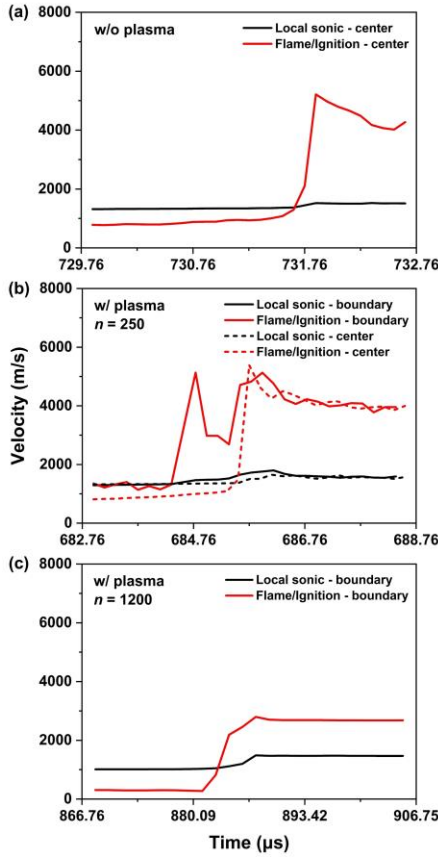 (a)
w/o plasma
Local sonic - center
Flame/Ignition - center
8000
6000
4000
2000
0
729.76 730.76 731.76 732.76
(b)
w/ plasma
n = 250
Local sonic - boundary
Flame/Ignition - boundary
Local sonic - center
Flame/Ignition - center
8000
6000
4000
2000
0
682.76 684.76 686.76 688.76
Velocity (m/s)
(c)
w/ plasma
n = 1200
Local sonic - boundary
Flame/Ignition - boundary
8000
6000
4000
2000
0
866.76 880.09 893.42 906.75
Time (μs)